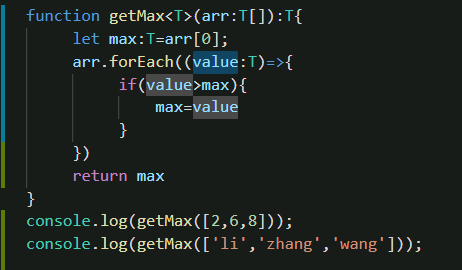 function getMax<T>(arr:T[]):T{
let max:T=arr[0];
arr.forEach((value:T)=>{
if(value>max){
max=value
}
})
return max
}
console.log(getMax([2,6,8]));
console.log(getMax(['li','zhang','wang']));